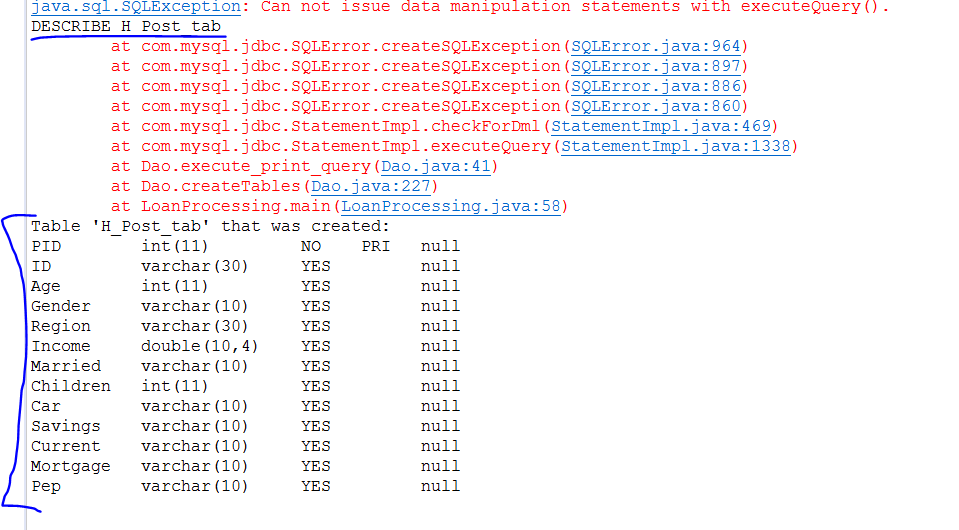 java.sql.SQLException: Can not issue data manipulation statements with executeQuery().
DESCRIBE H_Post_tab
at com.mysql.jdbc.SQLError.createSQLException(SQLError.java:964)
at com.mysql.jdbc.SQLError.createSQLException(SQLError.java:897)
at com.mysql.jdbc.SQLError.createSQLException(SQLError.java:886)
at com.mysql.jdbc.SQLError.createSQLException(SQLError.java:860)
at com.mysql.jdbc.StatementImpl.checkForDml(StatementImpl.java:469)
at com.mysql.jdbc.StatementImpl.executeQuery(StatementImpl.java:1338)
at Dao.execute_print_query(Dao.java:41)
at Dao.createTables(Dao.java:227)
at LoanProcessing.main(LoanProcessing.java:58)
Table 'H_Post_tab' that was created:
PID int(11) NO PRI null
ID varchar(30) YES null
Age int(11) YES null
Gender varchar(10) YES null
Region varchar(30) YES null
Income double(10,4) YES null
Married varchar(10) YES null
Children int(11) YES null
Car varchar(10) YES null
Savings varchar(10) YES null
Current varchar(10) YES null
Mortgage varchar(10) YES null
Pep varchar(10) YES null